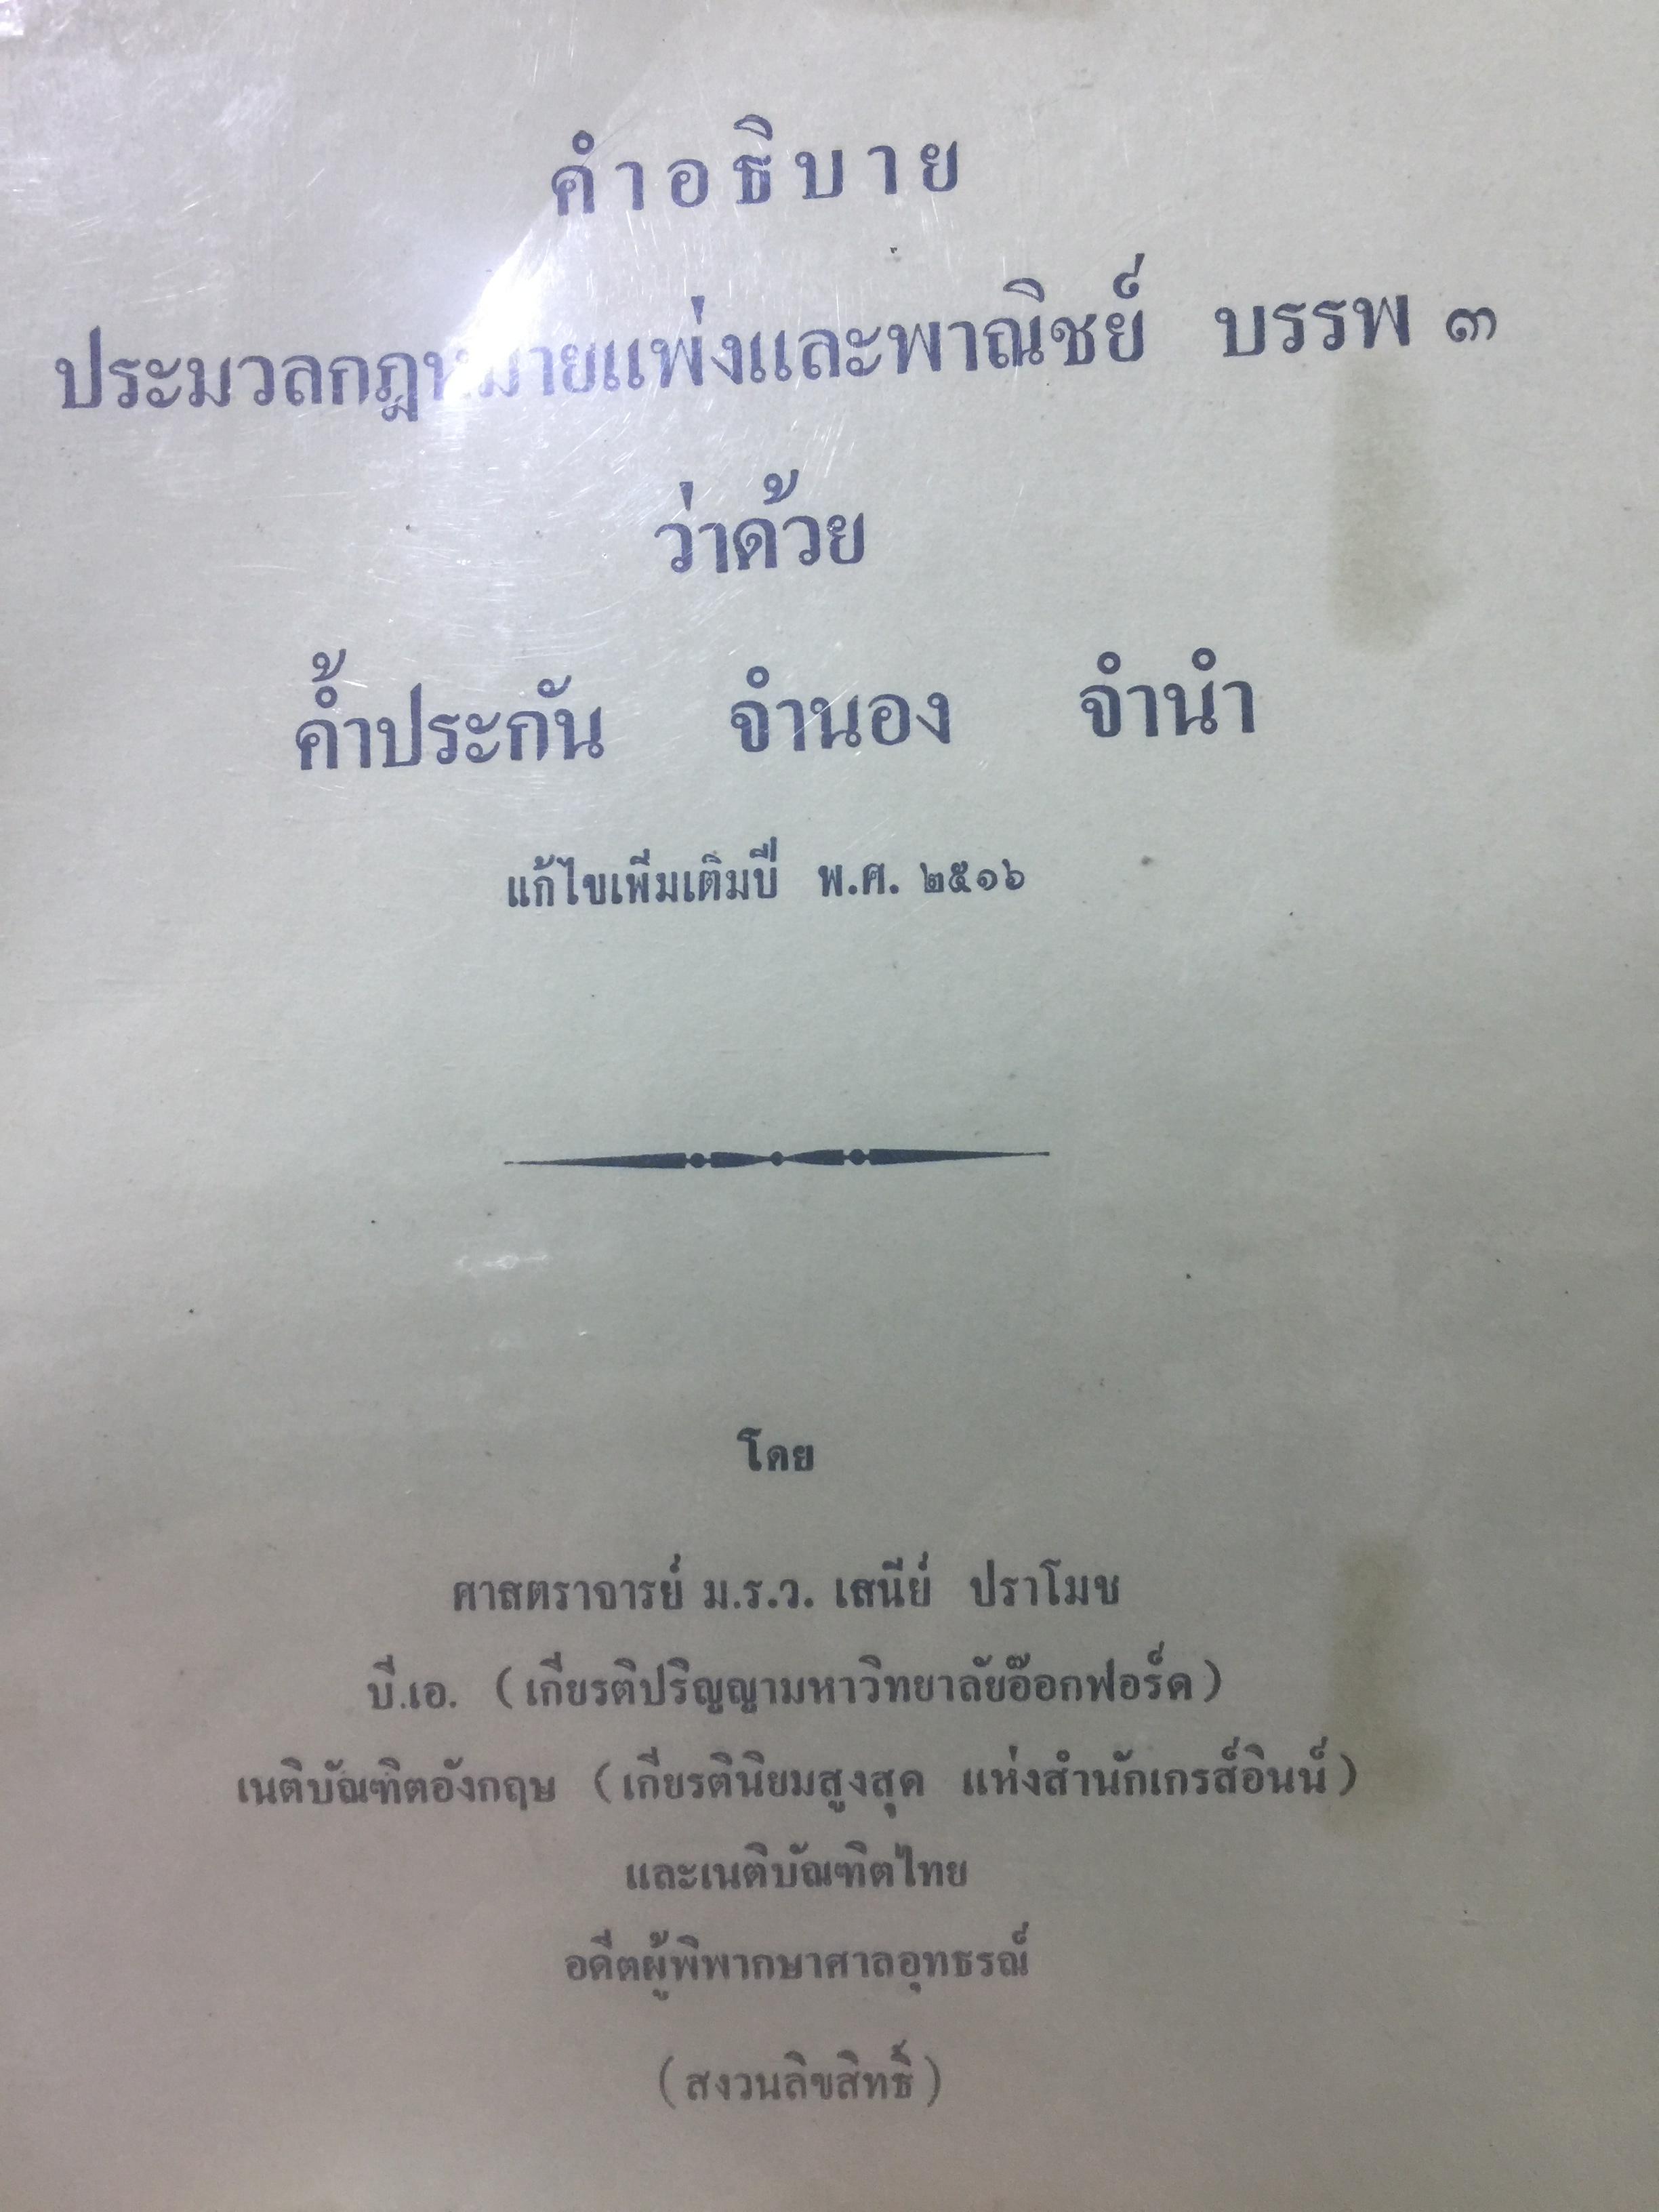 คำอธิบาย
ประมวลกฎหมายแพ่งและพาณิชย์ บรรพ ๓
ว่าด้วย
ค้ำประกัน จำนอง จำนำ
แก้ไขเพิ่มเติมปี พ.ศ. ๒๕๑๖
โดย
ศาสตราจารย์ ม.ร.ว. เสนีย์ ปราโมช
บี.เอ. (เกียรติปริญญามหาวิทยาลัยอ๊อกฟอร์ด)
เนติบัณฑิตอังกฤษ (เกียรตินิยมสูงสุด แห่งสำนักเกรส์อินน์)
และเนติบัณฑิตไทย
อดีตผู้พิพากษาศาลอุทธรณ์
(สงวนลิขสิทธิ์)